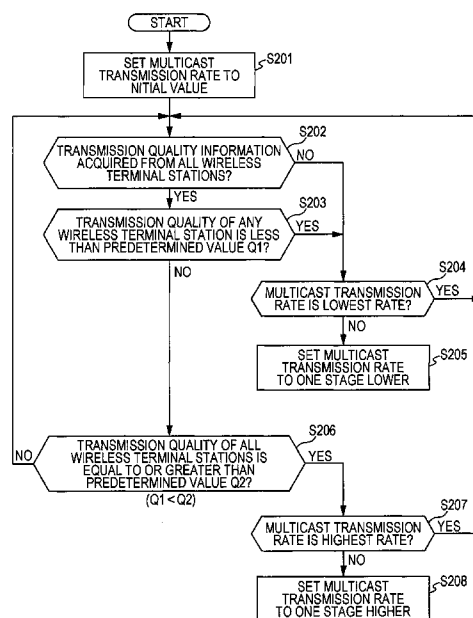 START
SET MULTICAST
TRANSMISSION RATE TO
NITIAL VALUE
S201
TRANSMISSION QUALITY INFORMATION
ACQUIRED FROM ALL WIRELESS
TERMINAL STATIONS?
S202
NO
YES
TRANSMISSION QUALITY OF ANY
WIRELESS TERMINAL STATION IS LESS
THAN PREDETERMINED VALUE Q1?
S203
YES
NO
MULTICAST TRANSMISSION
RATE IS LOWEST RATE?
S204
YES
NO
SET MULTICAST
TRANSMISSION RATE
TO ONE STAGE LOWER
S205
TRANSMISSION QUALITY OF ALL
WIRELESS TERMINAL STATIONS IS
EQUAL TO OR GREATER THAN
PREDETERMINED VALUE Q2?
S206
NO
YES
(Q1<Q2)
MULTICAST TRANSMISSION
RATE IS HIGHEST RATE?
S207
YES
NO
SET MULTICAST
TRANSMISSION RATE
TO ONE STAGE HIGHER
S208